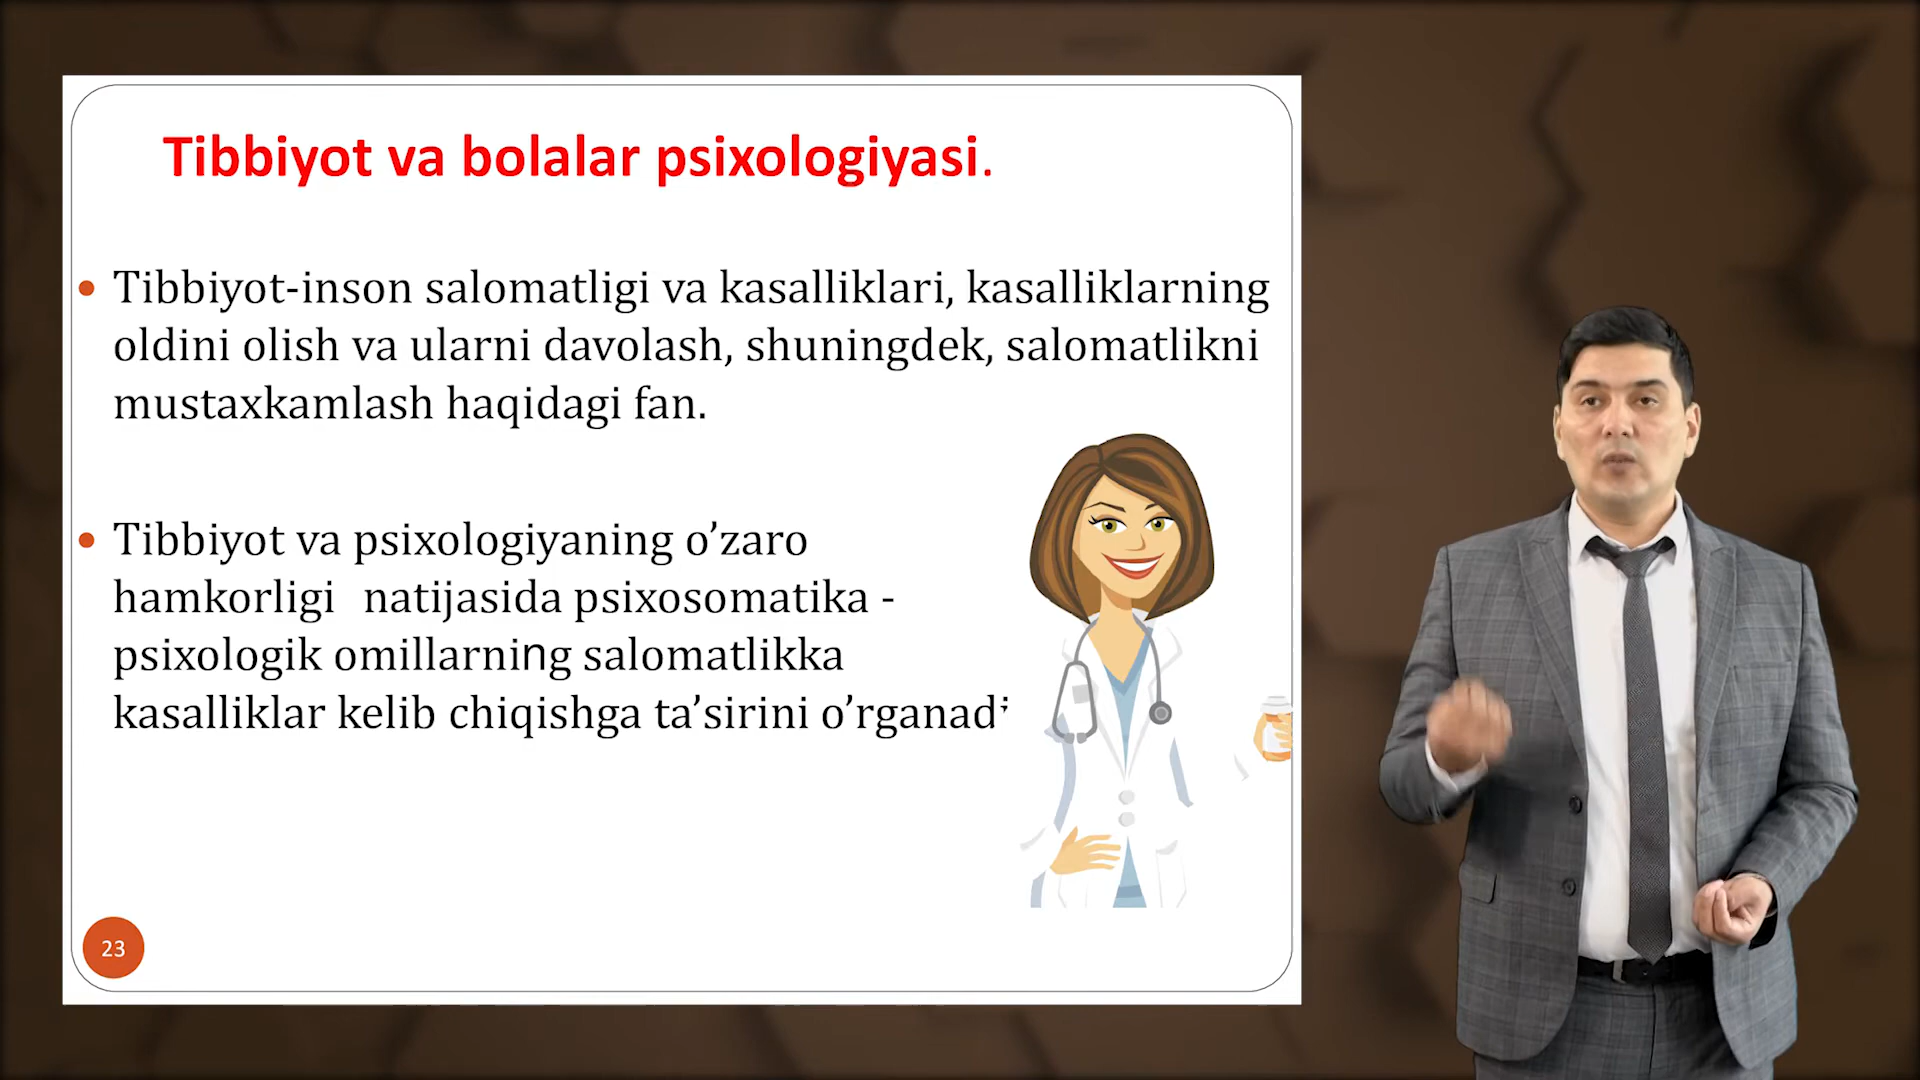 Tibbiyot va bolalar psixologiyasi.
Tibbiyot-inson salomatligi va kasalliklari, kasalliklarning
oldini olish va ularni davolash, shuningdek, salomatlikni
mustaxkamlash haqidagi fan.
Tibbiyot va psixologiyaning o’zaro
hamkorligi natijasida psixosomatika -
psixologik omillarning salomatlikka
kasalliklar kelib chiqishga ta’sirini o’rganadi
23